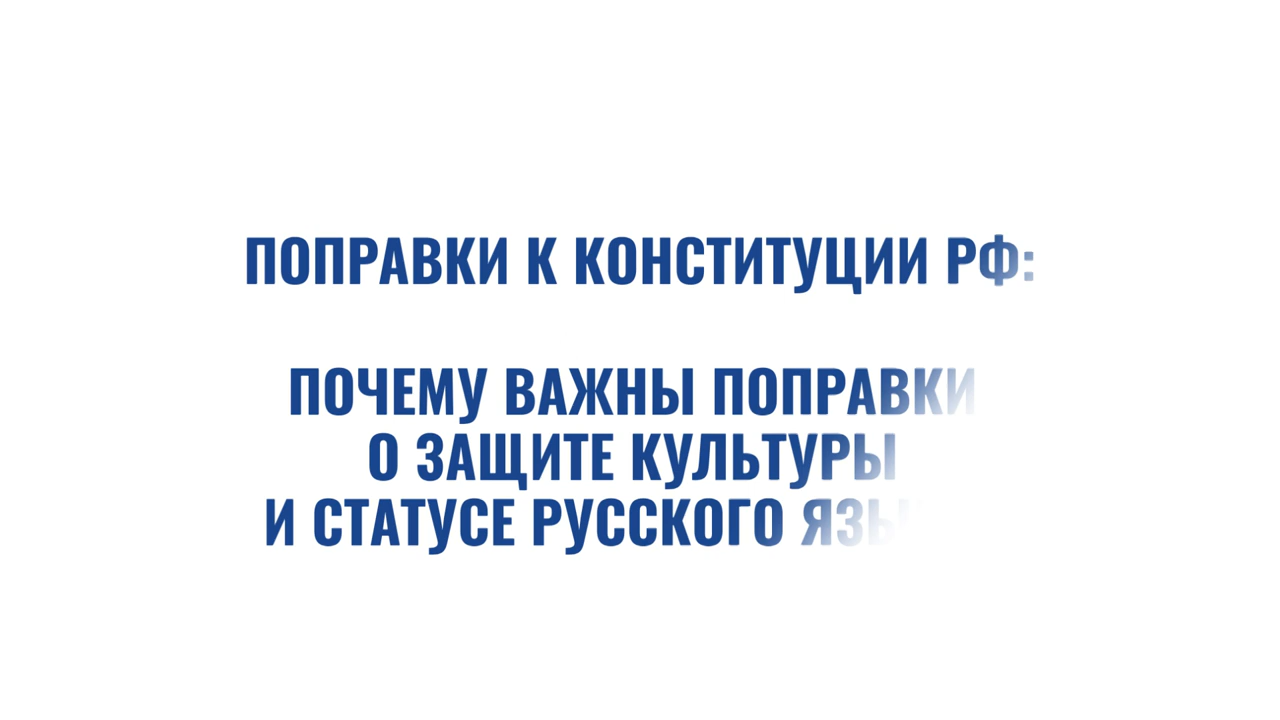 ПОПРАВКИ К КОНСТИТУЦИИ РФ:
ПОЧЕМУ ВАЖНЫ ПОПРАВКИ
О ЗАЩИТЕ КУЛЬТУРЫ
И СТАТУСЕ РУССКОГО